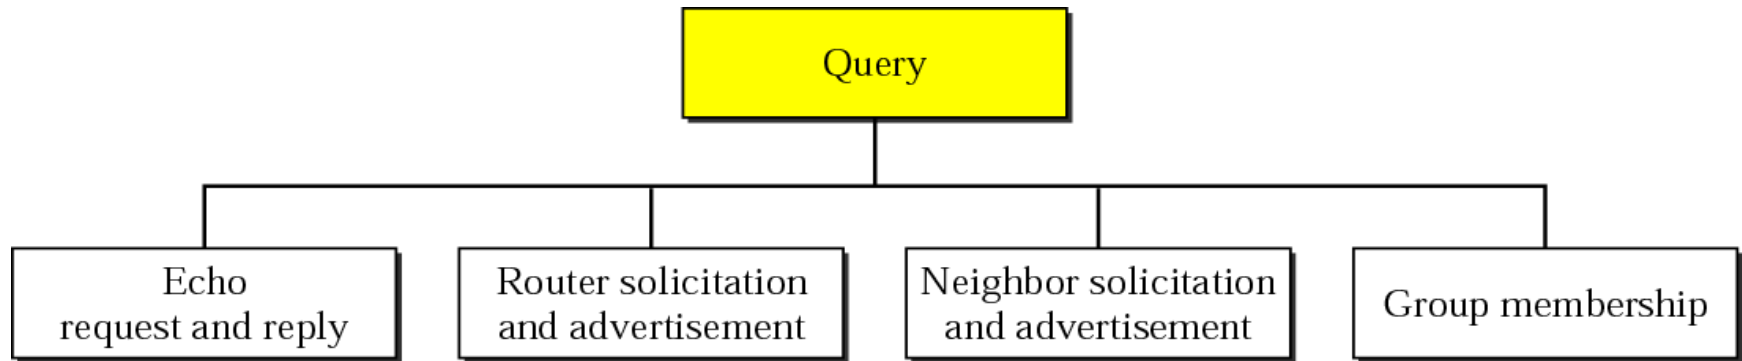 Query
Echo
request and reply
Router solicitation
and advertisement
Neighbor solicitation
and advertisement
Group membership